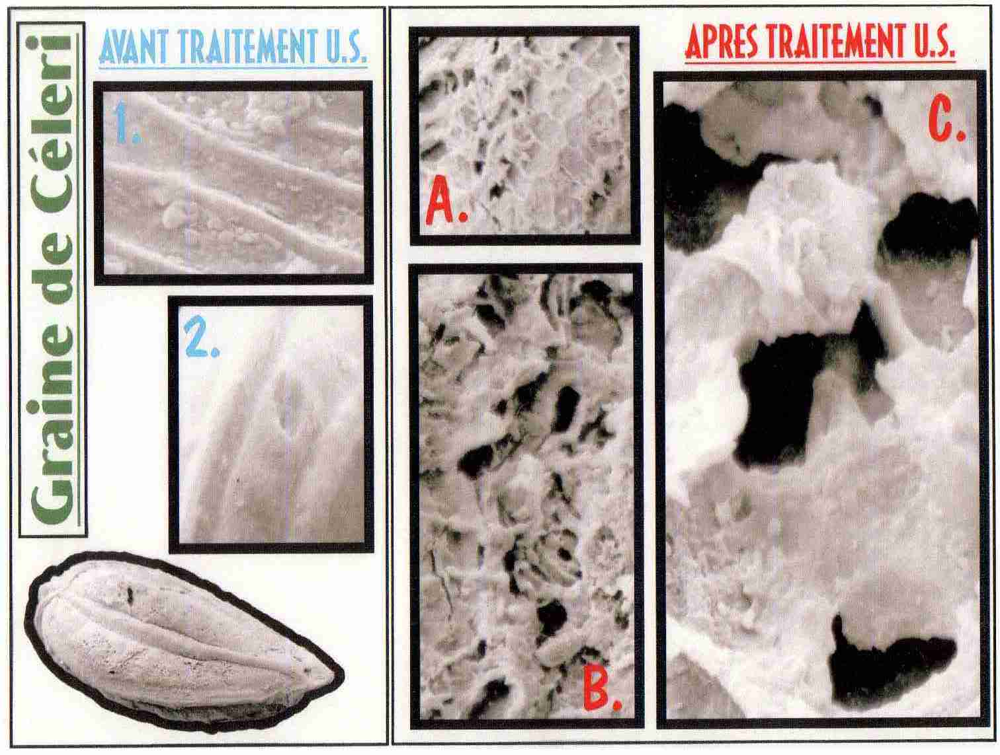 Graine de Céleri
AVANT TRAITEMENT U.S.
1.
2.
APRES TRAITEMENT U.S.
A.
B.
C.